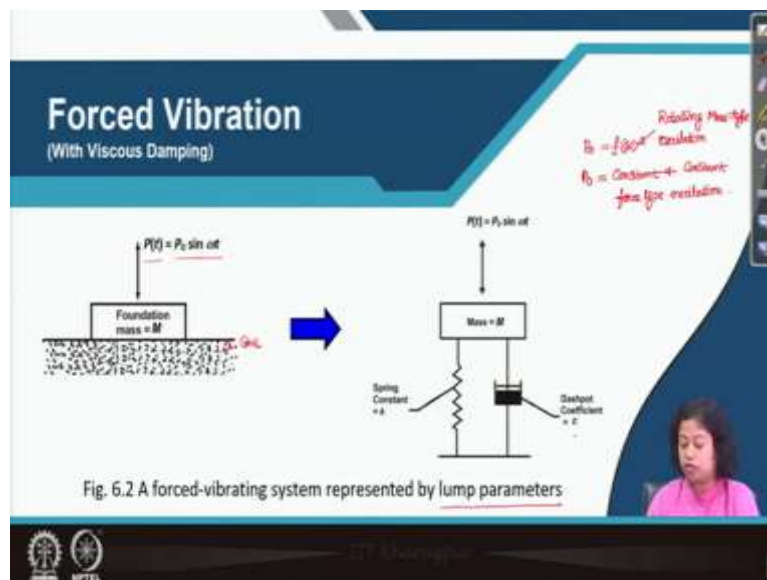 Forced Vibration
(With Viscous Damping)
Rotating Mass type
excitation
P₀ = Constant → Constant
force type excitation.
P(t) = P₀ sin ωt
Foundation
mass = M
Soil
P(t) = P₀ sin ωt
Mass = M
Spring
Constant
= k
Dashpot
Coefficient
= c
Fig. 6.2 A forced-vibrating system represented by lump parameters
IIT Kharagpur
NPTEL